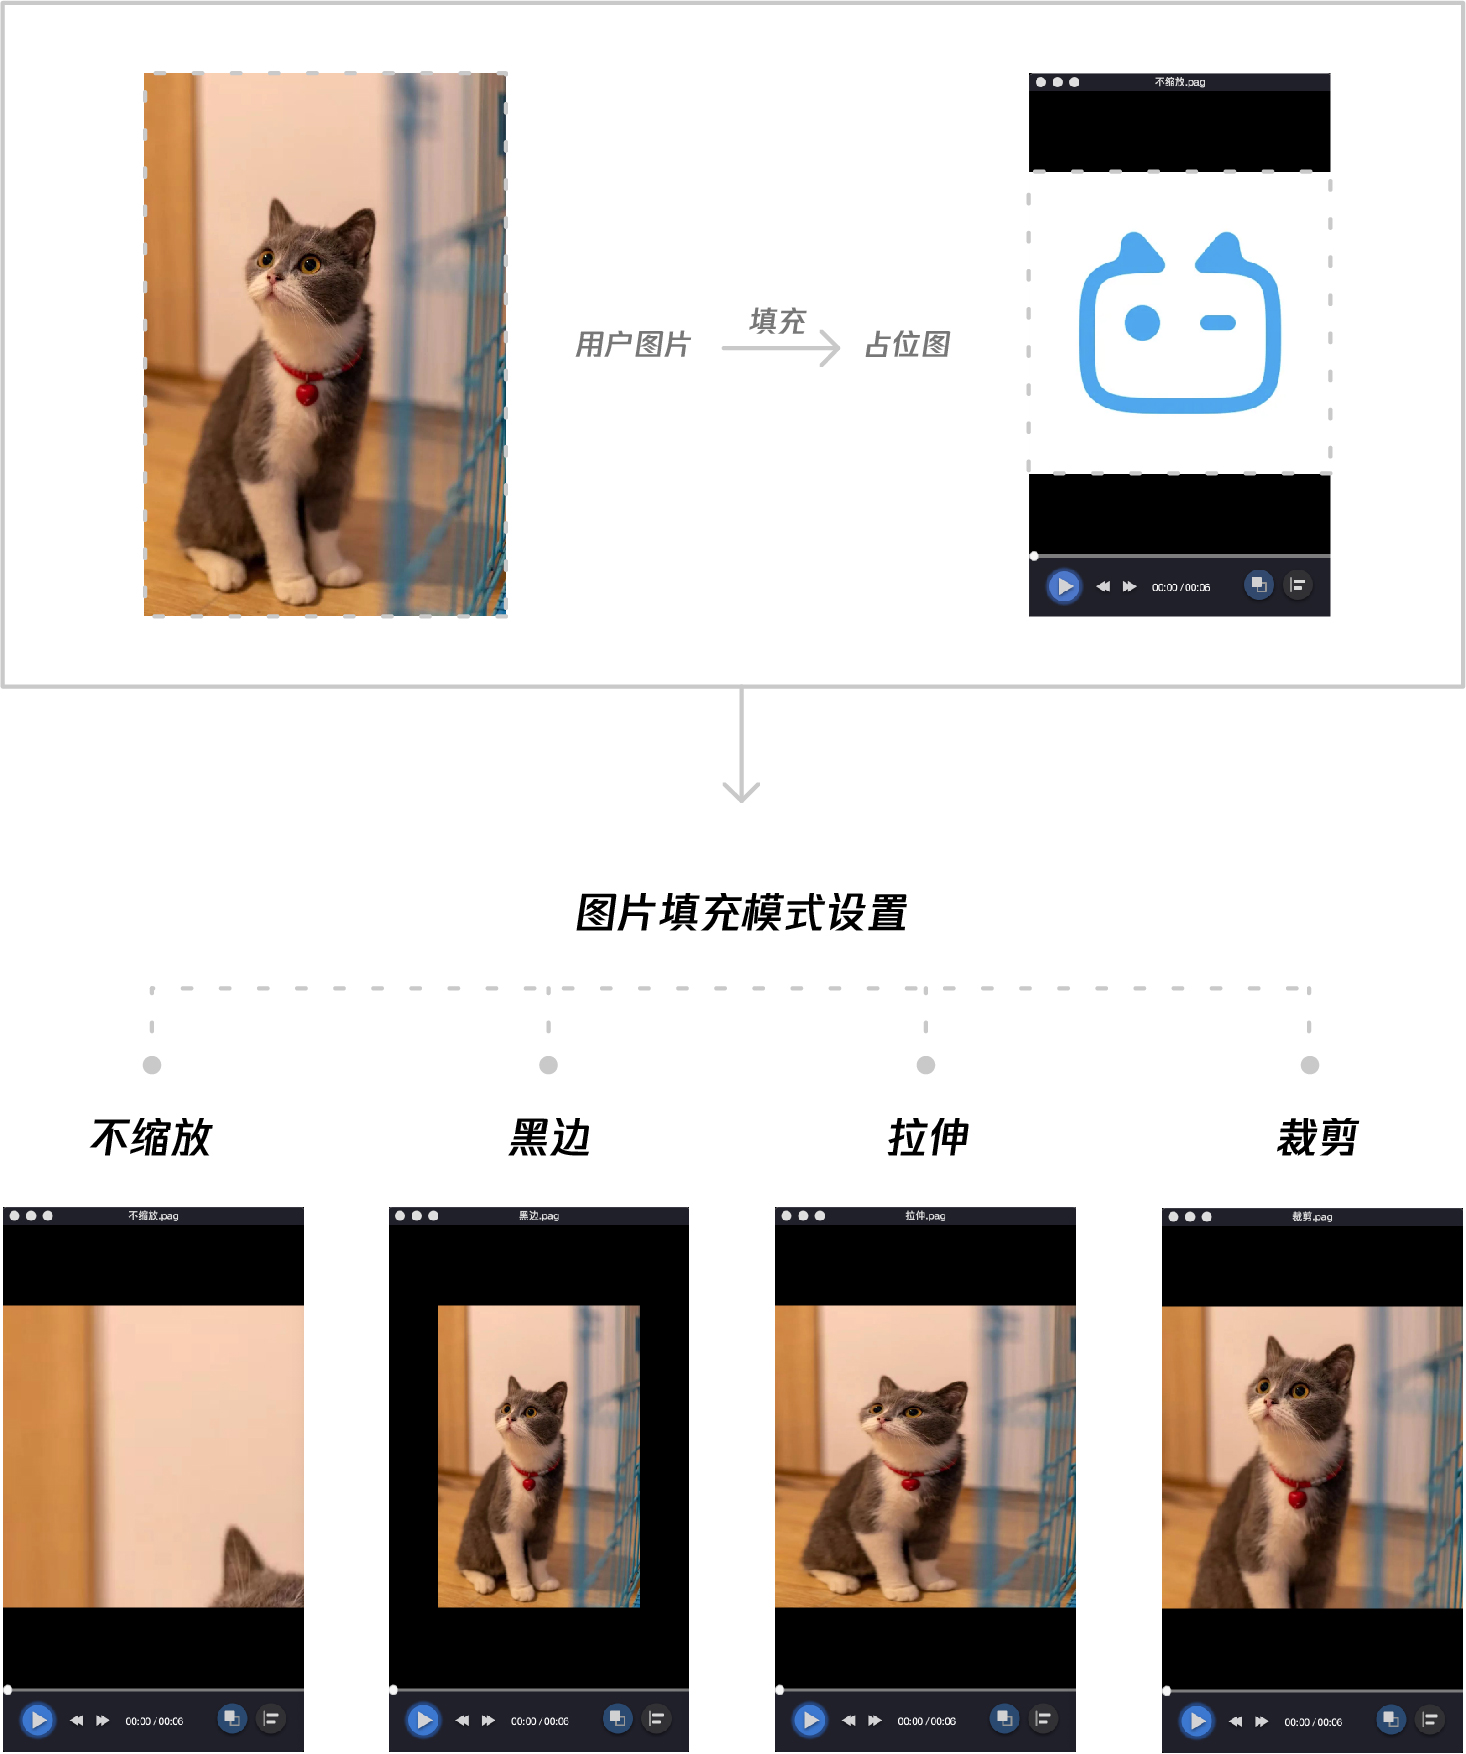 不缩放.pag
用户图片
填充
占位图
00:00 / 00:06
图片填充模式设置
不缩放
黑边
拉伸
裁剪
不缩放.pag
黑边.pag
拉伸.pag
裁剪.pag
00:00 / 00:06
00:00 / 00:06
00:00 / 00:06
00:00 / 00:06